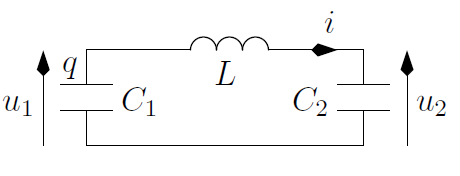 i
q
L
u₁ C₁ C₂ u₂